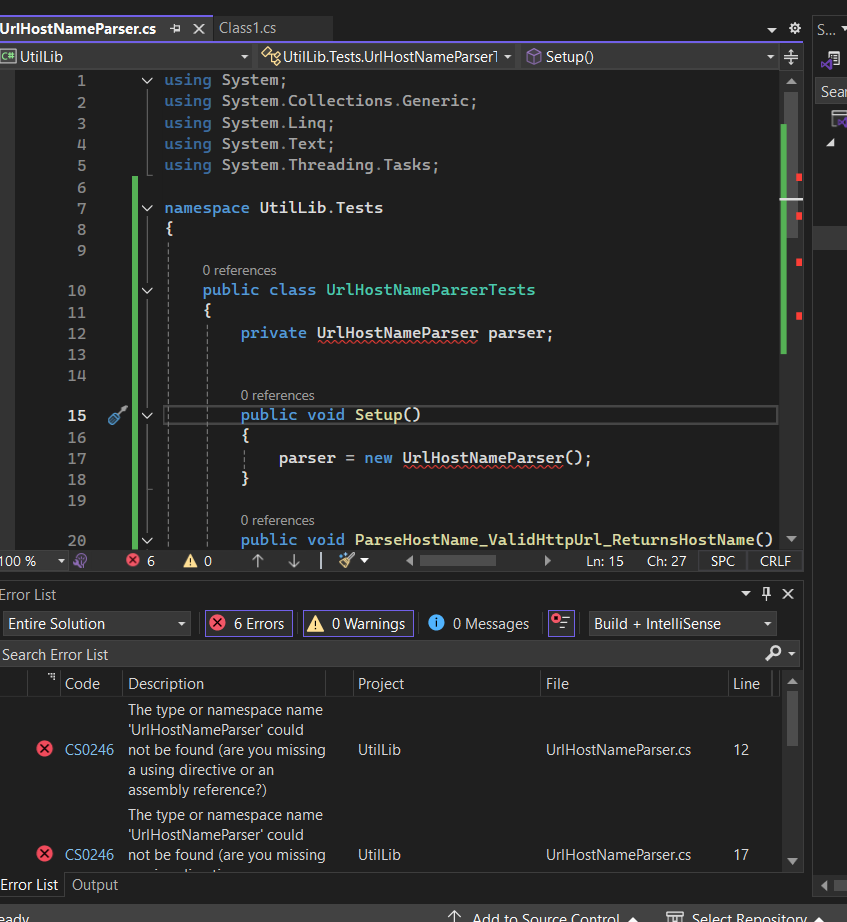 UrlHostNameParser.cs
Class1.cs
S...
C# UtilLib
UtilLib.Tests.UrlHostNameParserT
Setup()
Sear
1 using System;
2 using System.Collections.Generic;
3 using System.Linq;
4 using System.Text;
5 using System.Threading.Tasks;
6
7 namespace UtilLib.Tests
8 {
9
0 references
10 public class UrlHostNameParserTests
11 {
12 private UrlHostNameParser parser;
13
14
0 references
15 public void Setup()
16 {
17 parser = new UrlHostNameParser();
18 }
19
0 references
20 public void ParseHostName_ValidHttpUrl_ReturnsHostName()
100 % 6 0 Ln: 15 Ch: 27 SPC CRLF
Error List
Entire Solution 6 Errors 0 Warnings 0 Messages Build + IntelliSense
Search Error List
Code Description Project File Line
The type or namespace name
'UrlHostNameParser' could
CS0246 not be found (are you missing UtilLib UrlHostNameParser.cs 12
a using directive or an
assembly reference?)
The type or namespace name
'UrlHostNameParser' could
CS0246 not be found (are you missing UtilLib UrlHostNameParser.cs 17
Error List Output
eady Add to Source Control Select Repository